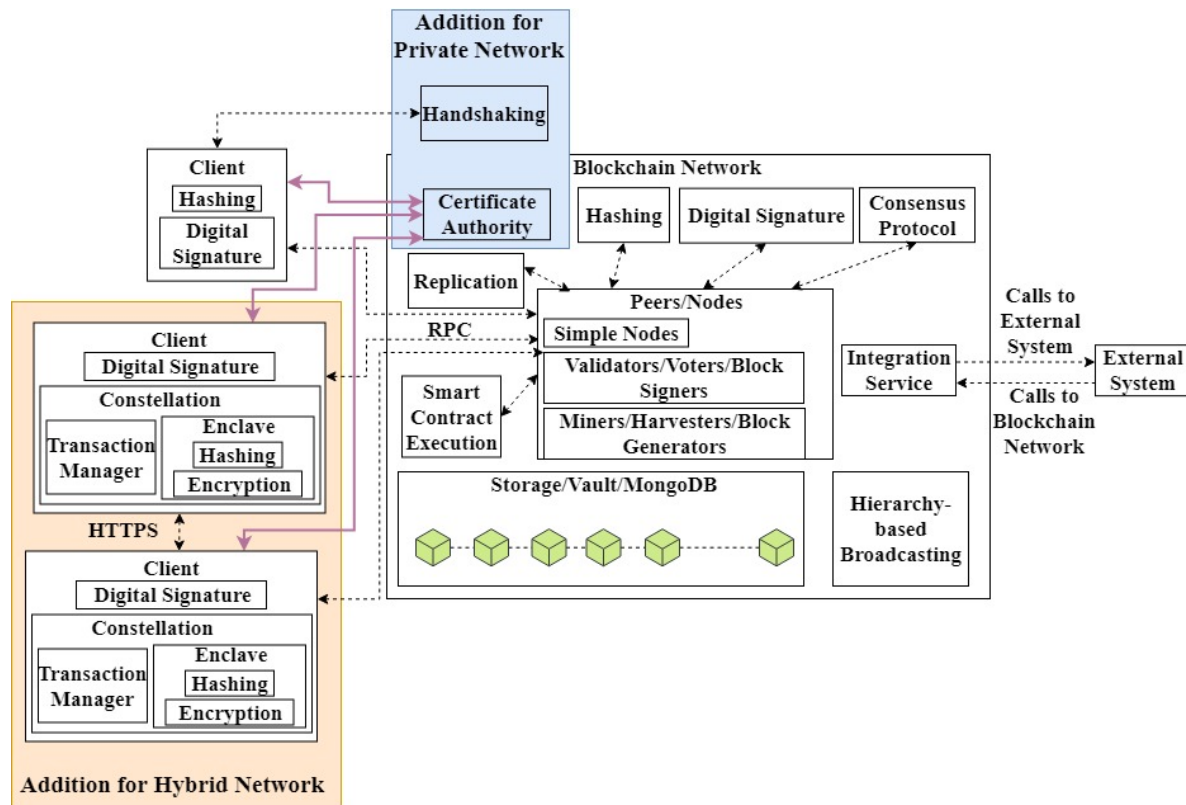 Addition for
Private Network
Handshaking
Certificate
Authority
Client
Hashing
Digital
Signature
Blockchain Network
Hashing
Digital Signature
Consensus
Protocol
Replication
Peers/Nodes
Simple Nodes
Validators/Voters/Block
Signers
Miners/Harvesters/Block
Generators
RPC
Smart
Contract
Execution
Integration
Service
Calls to
External
System
External
System
Calls to
Blockchain
Network
Storage/Vault/MongoDB
Hierarchy-
based
Broadcasting
Client
Digital Signature
Constellation
Transaction
Manager
Enclave
Hashing
Encryption
HTTPS
Client
Digital Signature
Constellation
Transaction
Manager
Enclave
Hashing
Encryption
Addition for Hybrid Network